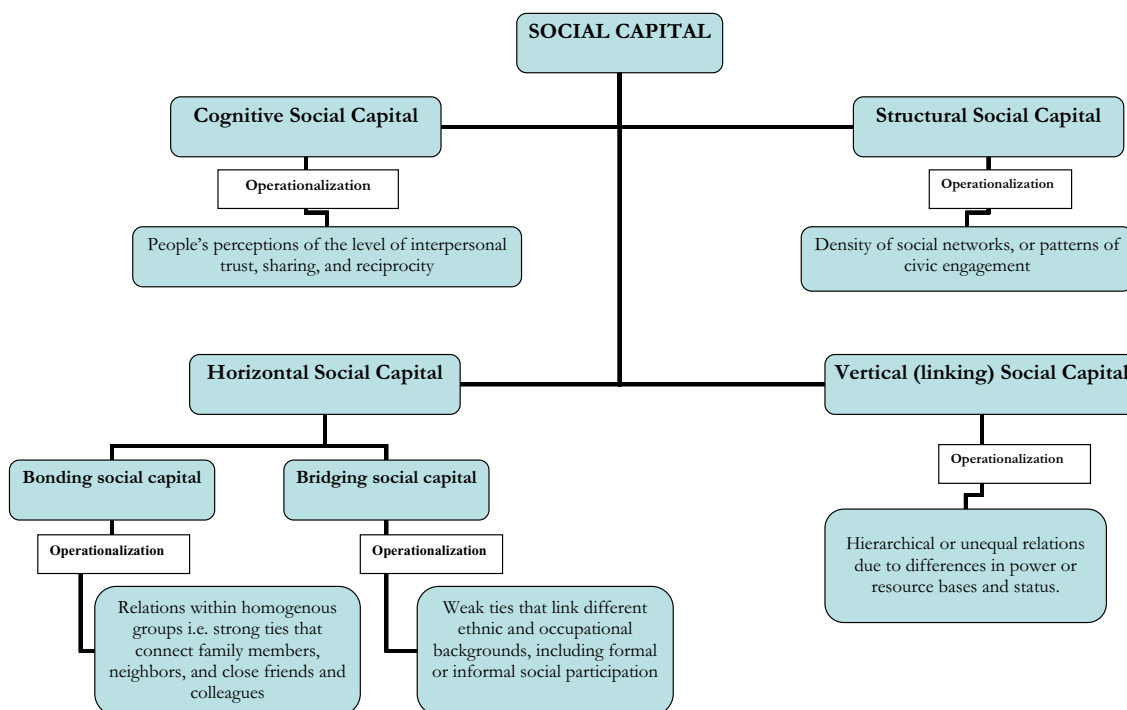 SOCIAL CAPITAL
Cognitive Social Capital
Structural Social Capital
Operationalization
Operationalization
People’s perceptions of the level of interpersonal
trust, sharing, and reciprocity
Density of social networks, or patterns of
civic engagement
Horizontal Social Capital
Vertical (linking) Social Capital
Bonding social capital
Bridging social capital
Operationalization
Operationalization
Operationalization
Relations within homogenous
groups i.e. strong ties that
connect family members,
neighbors, and close friends and
colleagues
Weak ties that link different
ethnic and occupational
backgrounds, including formal
or informal social participation
Hierarchical or unequal relations
due to differences in power or
resource bases and status.